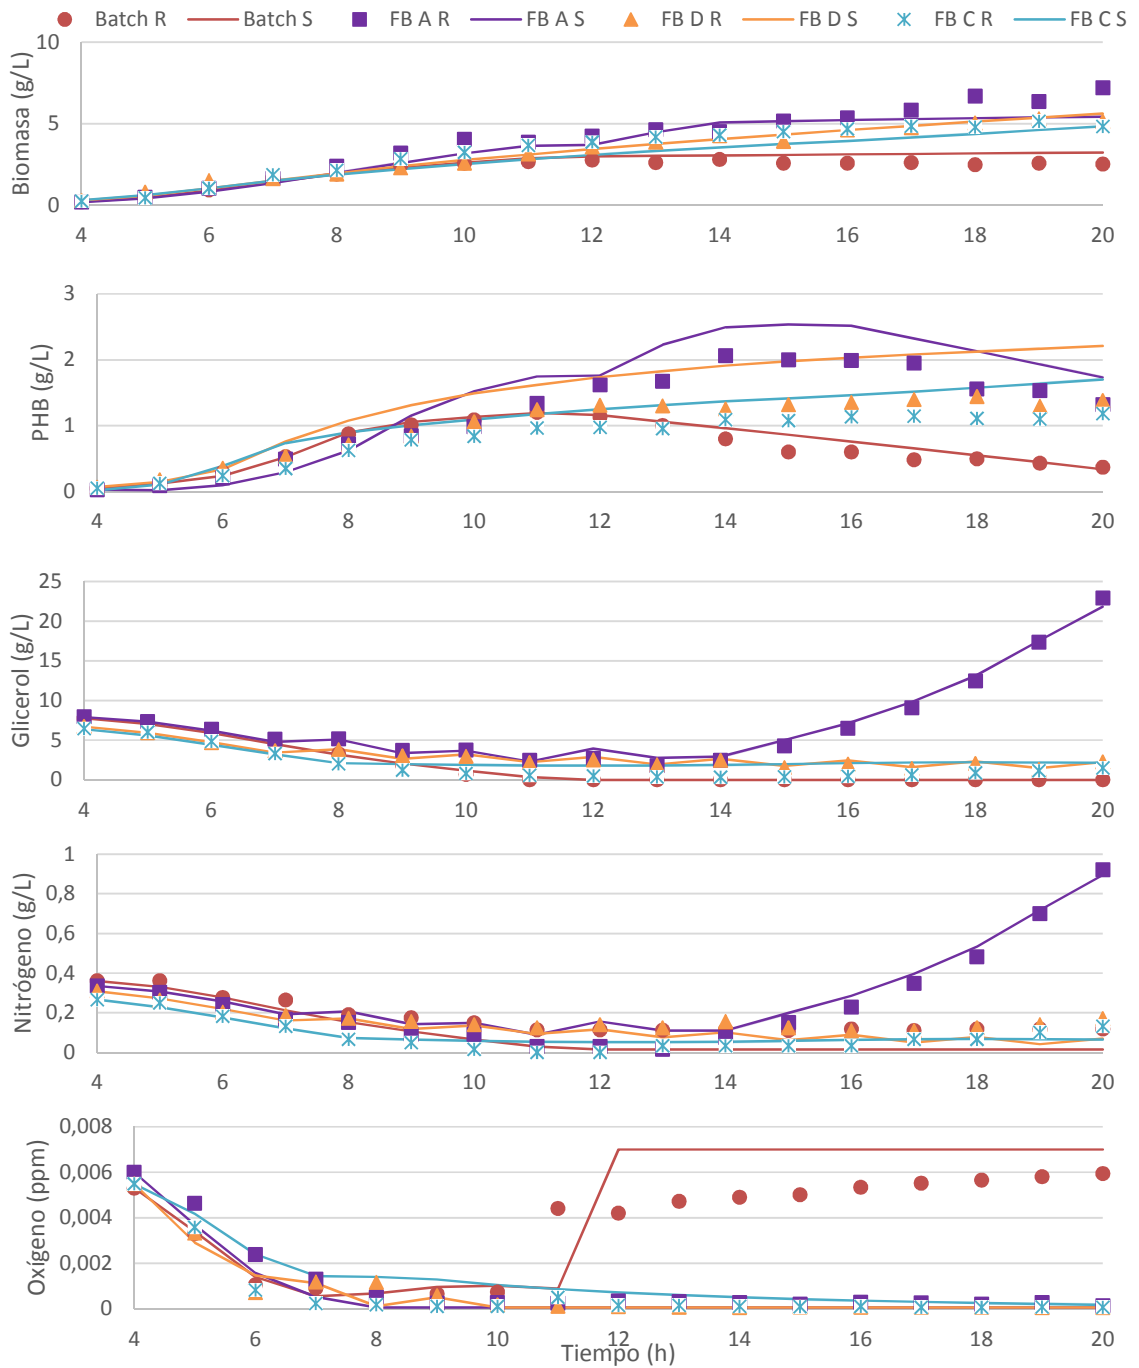 Batch R Batch S FB A R FB A S FB D R FB D S FB C R FB C S
Biomasa (g/L)
10
5
0
4 6 8 10 12 14 16 18 20
PHB (g/L)
3
2
1
0
4 6 8 10 12 14 16 18 20
Glicerol (g/L)
25
20
15
10
5
0
4 6 8 10 12 14 16 18 20
Nitrógeno (g/L)
1
0,8
0,6
0,4
0,2
0
4 6 8 10 12 14 16 18 20
Oxígeno (ppm)
0,008
0,006
0,004
0,002
0
4 6 8 10 12 14 16 18 20
Tiempo (h)